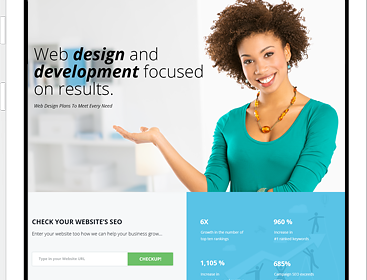 Web design and
development focused
on results.
Web Design Plans To Meet Every Need
CHECK YOUR WEBSITE'S SEO
Enter your website too how we can help your business grow...
Type in Your Website URL
CHECKUP!
6X
Growth in the number of
top ten rankings
960 %
Increase in
#1 ranked keywords
1,105 %
Increase in
685%
Campaign SEO records